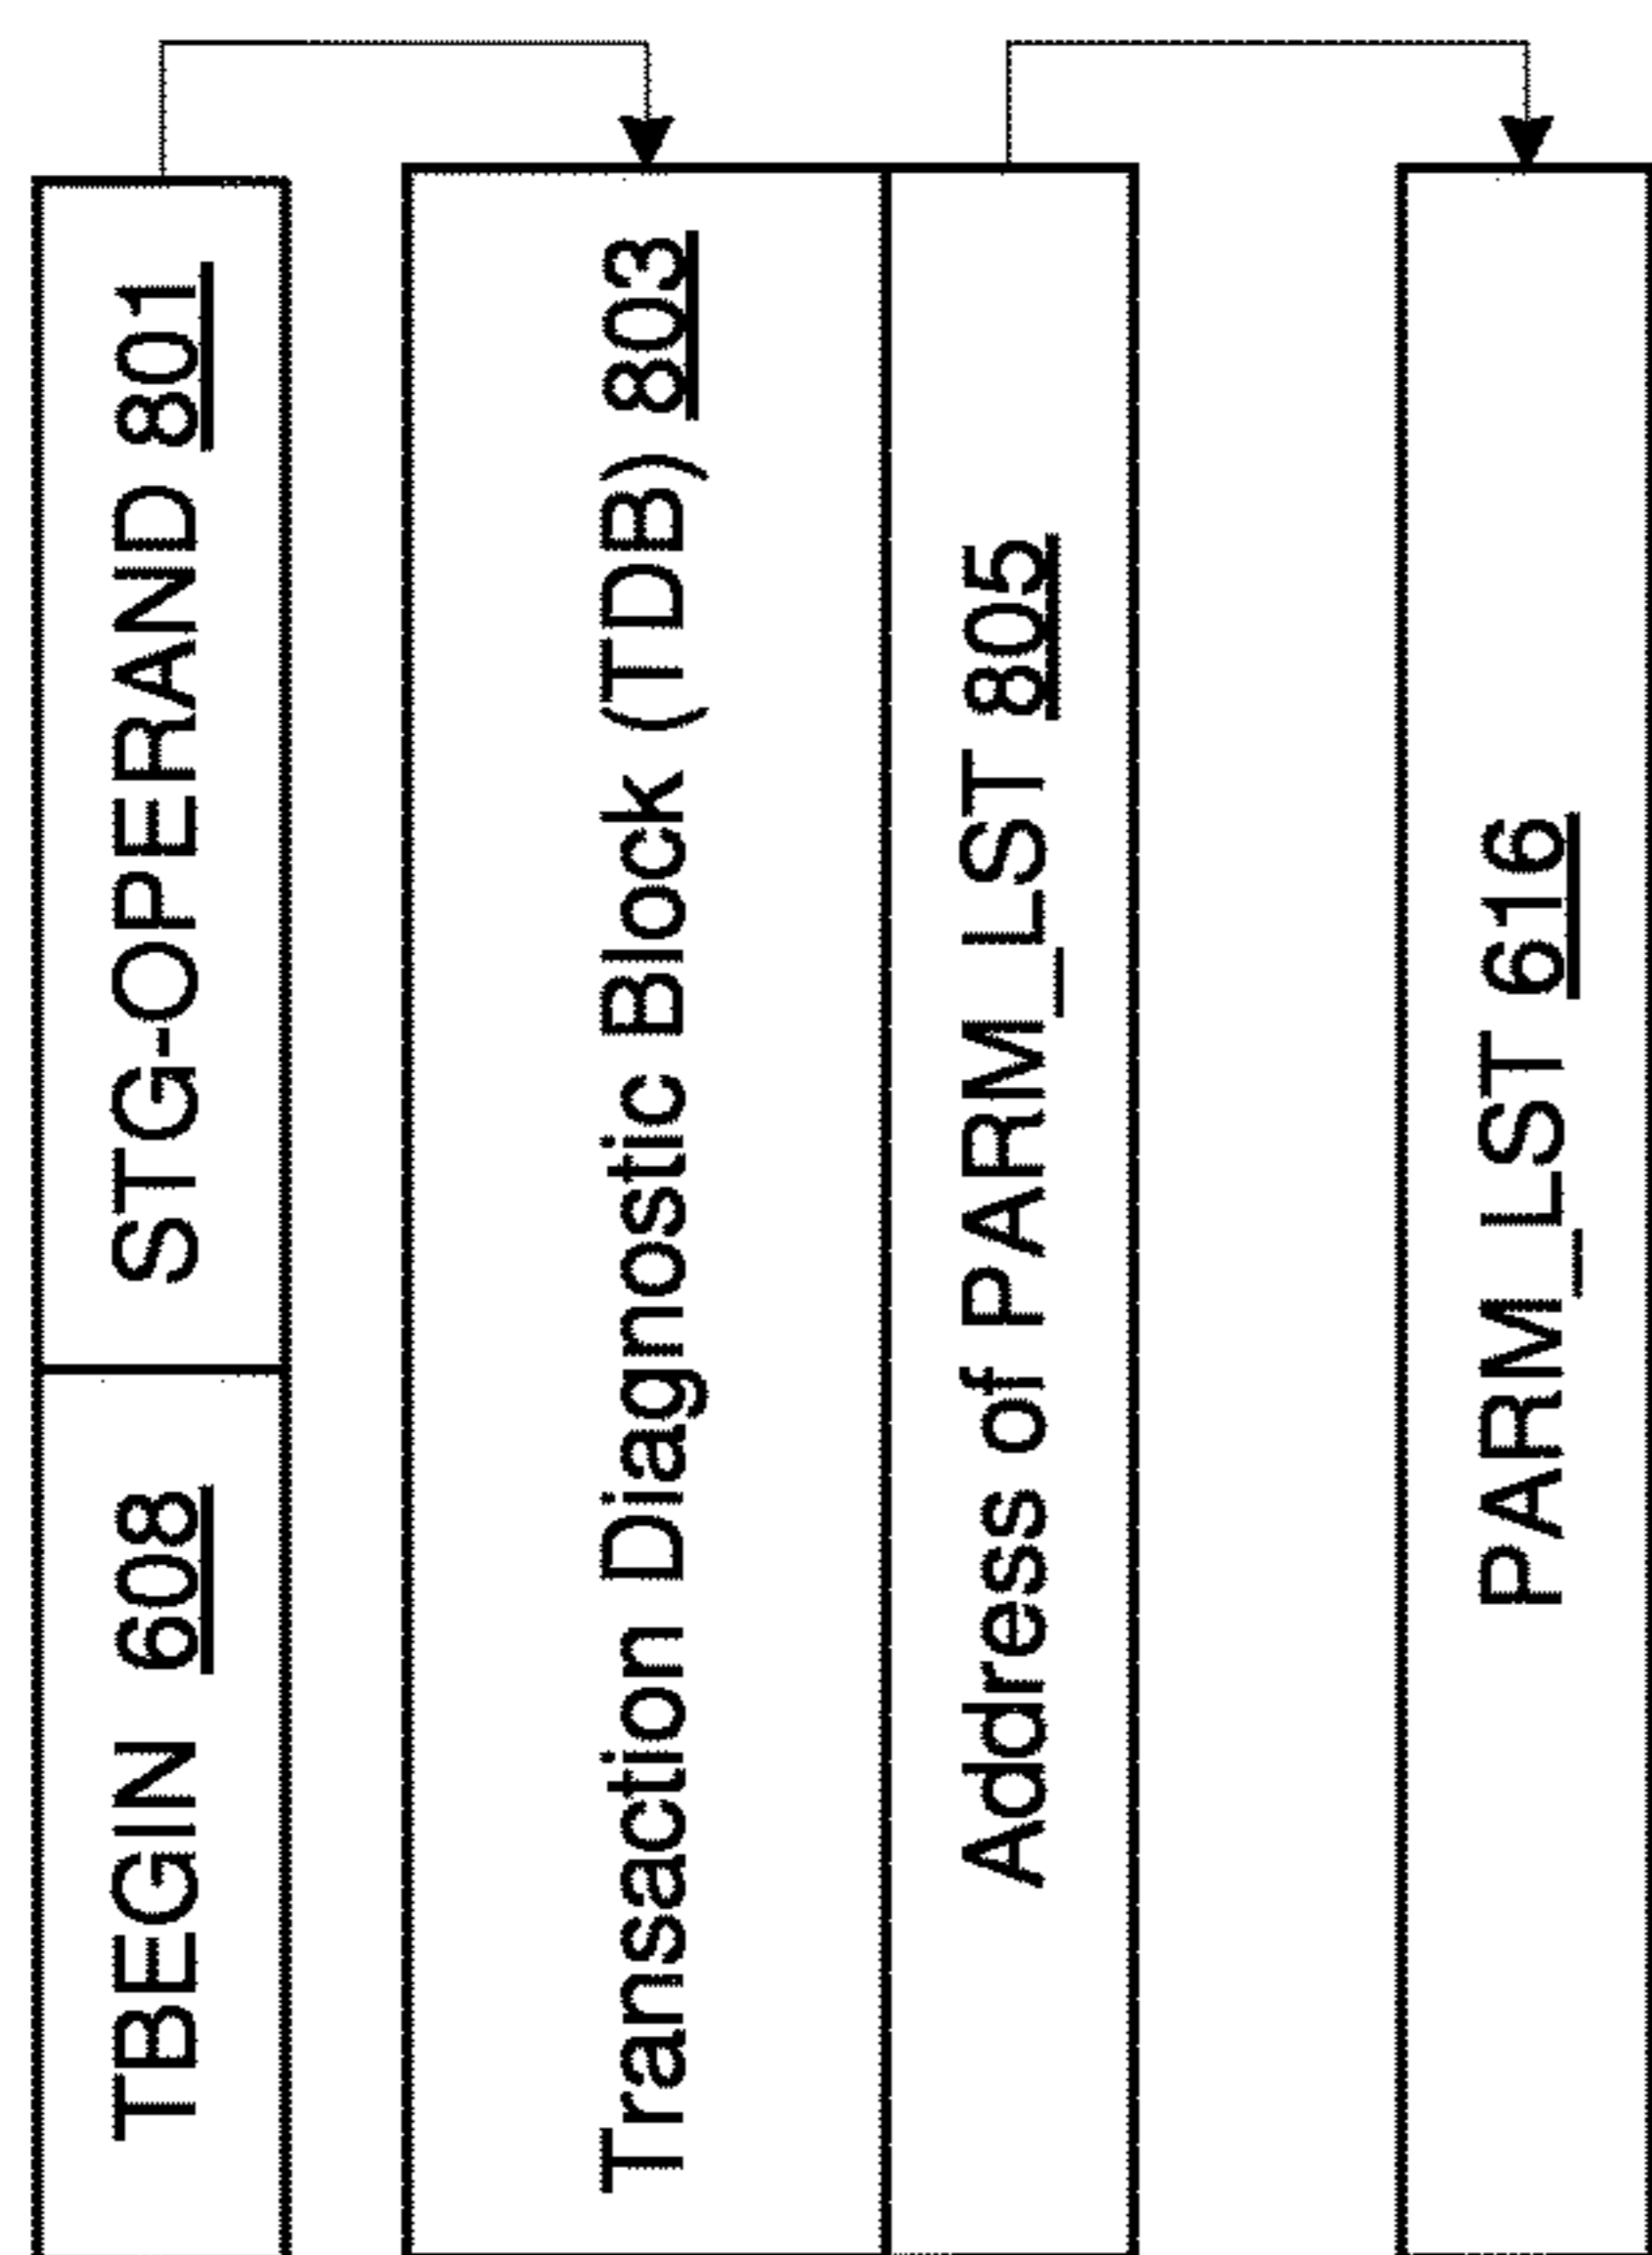 TBEGIN 608 STG-OPERAND 801
Transaction Diagnostic Block (TDB) 803
Address of PARM_LST 805
PARM_LST 616